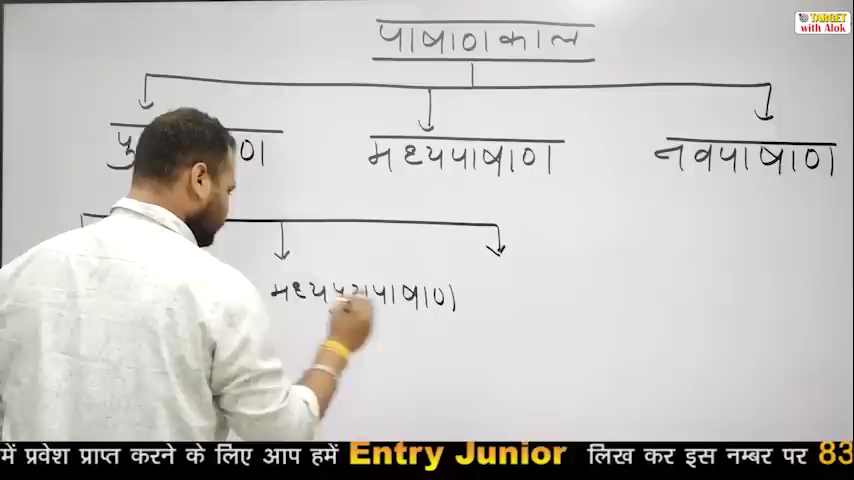 TARGET
with Alok
पाषाणकाल
मध्यपाषाण
नवपाषाण
मध्यपुरापाषाण
में प्रवेश प्राप्त करने के लिए आप हमें Entry Junior लिख कर इस नम्बर पर 83